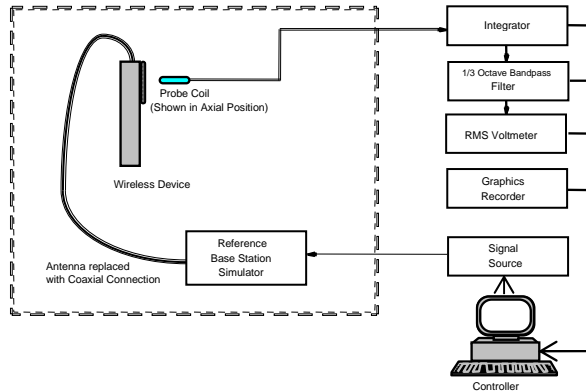 Integrator
1/3 Octave Bandpass
Filter
RMS Voltmeter
Graphics
Recorder
Probe Coil
(Shown in Axial Position)
Wireless Device
Reference
Base Station
Simulator
Signal
Source
Antenna replaced
with Coaxial Connection
Controller